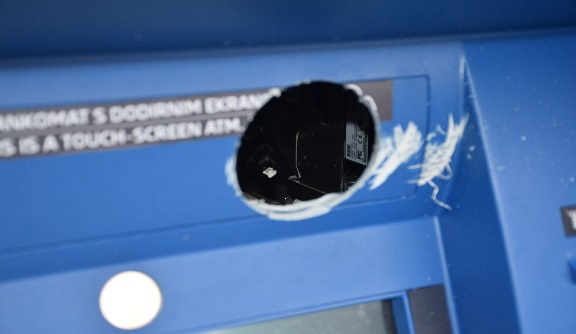 ANKOMAT S DODIRNIM EKRAN
S IS A TOUCH-SCREEN ATM.